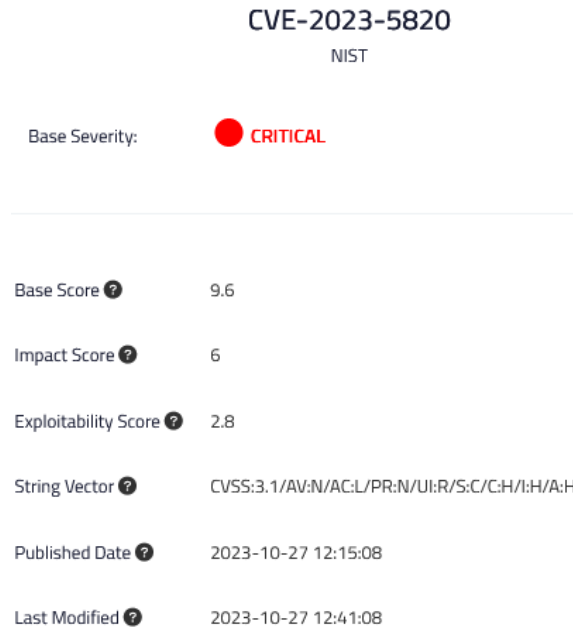 CVE-2023-5820
NIST
Base Severity: CRITICAL
Base Score ? 9.6
Impact Score ? 6
Exploitability Score ? 2.8
String Vector ? CVSS:3.1/AV:N/AC:L/PR:N/UI:R/S:C/C:H/I:H/A:H
Published Date ? 2023-10-27 12:15:08
Last Modified ? 2023-10-27 12:41:08